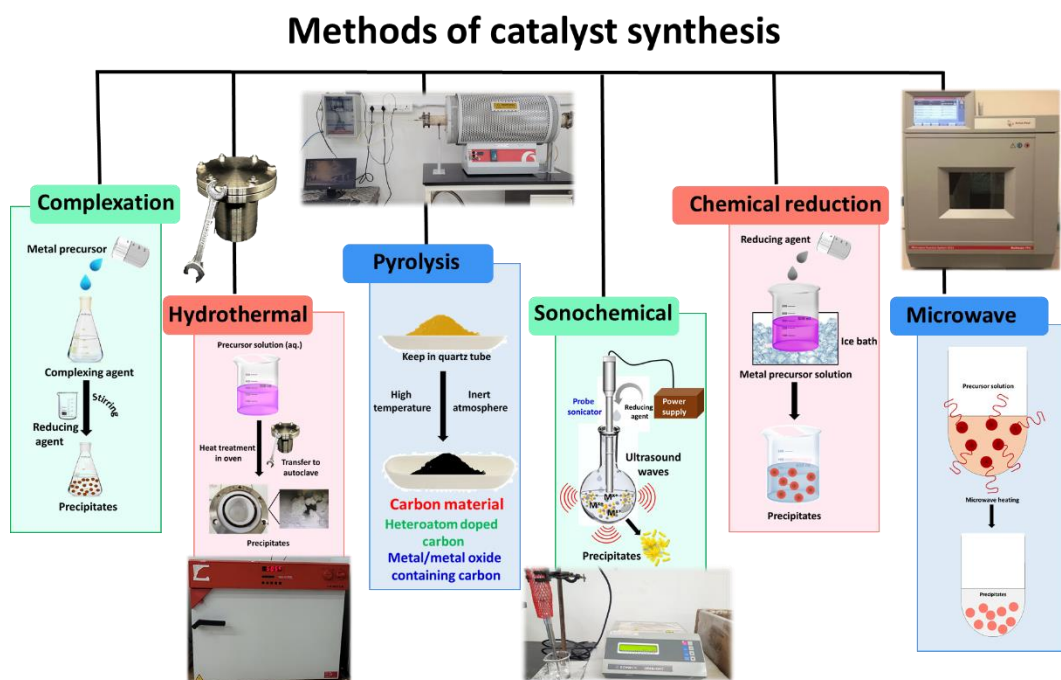 Methods of catalyst synthesis
Complexation
Metal precursor
Complexing agent
Stirring
Reducing
agent
Precipitates
Hydrothermal
Precursor solution (aq.)
Heat treatment
in oven
Transfer to
autoclave
Precipitates
Pyrolysis
Keep in quartz tube
High
temperature
Inert
atmosphere
Carbon material
Heteroatom doped
carbon
Metal/metal oxide
containing carbon
Sonochemical
Probe
sonicator
Reducing
agent
Power
supply
Ultrasound
waves
Precipitates
Chemical reduction
Reducing agent
Ice bath
Metal precursor solution
Precipitates
Microwave
Precursor solution
Microwave heating
Precipitates